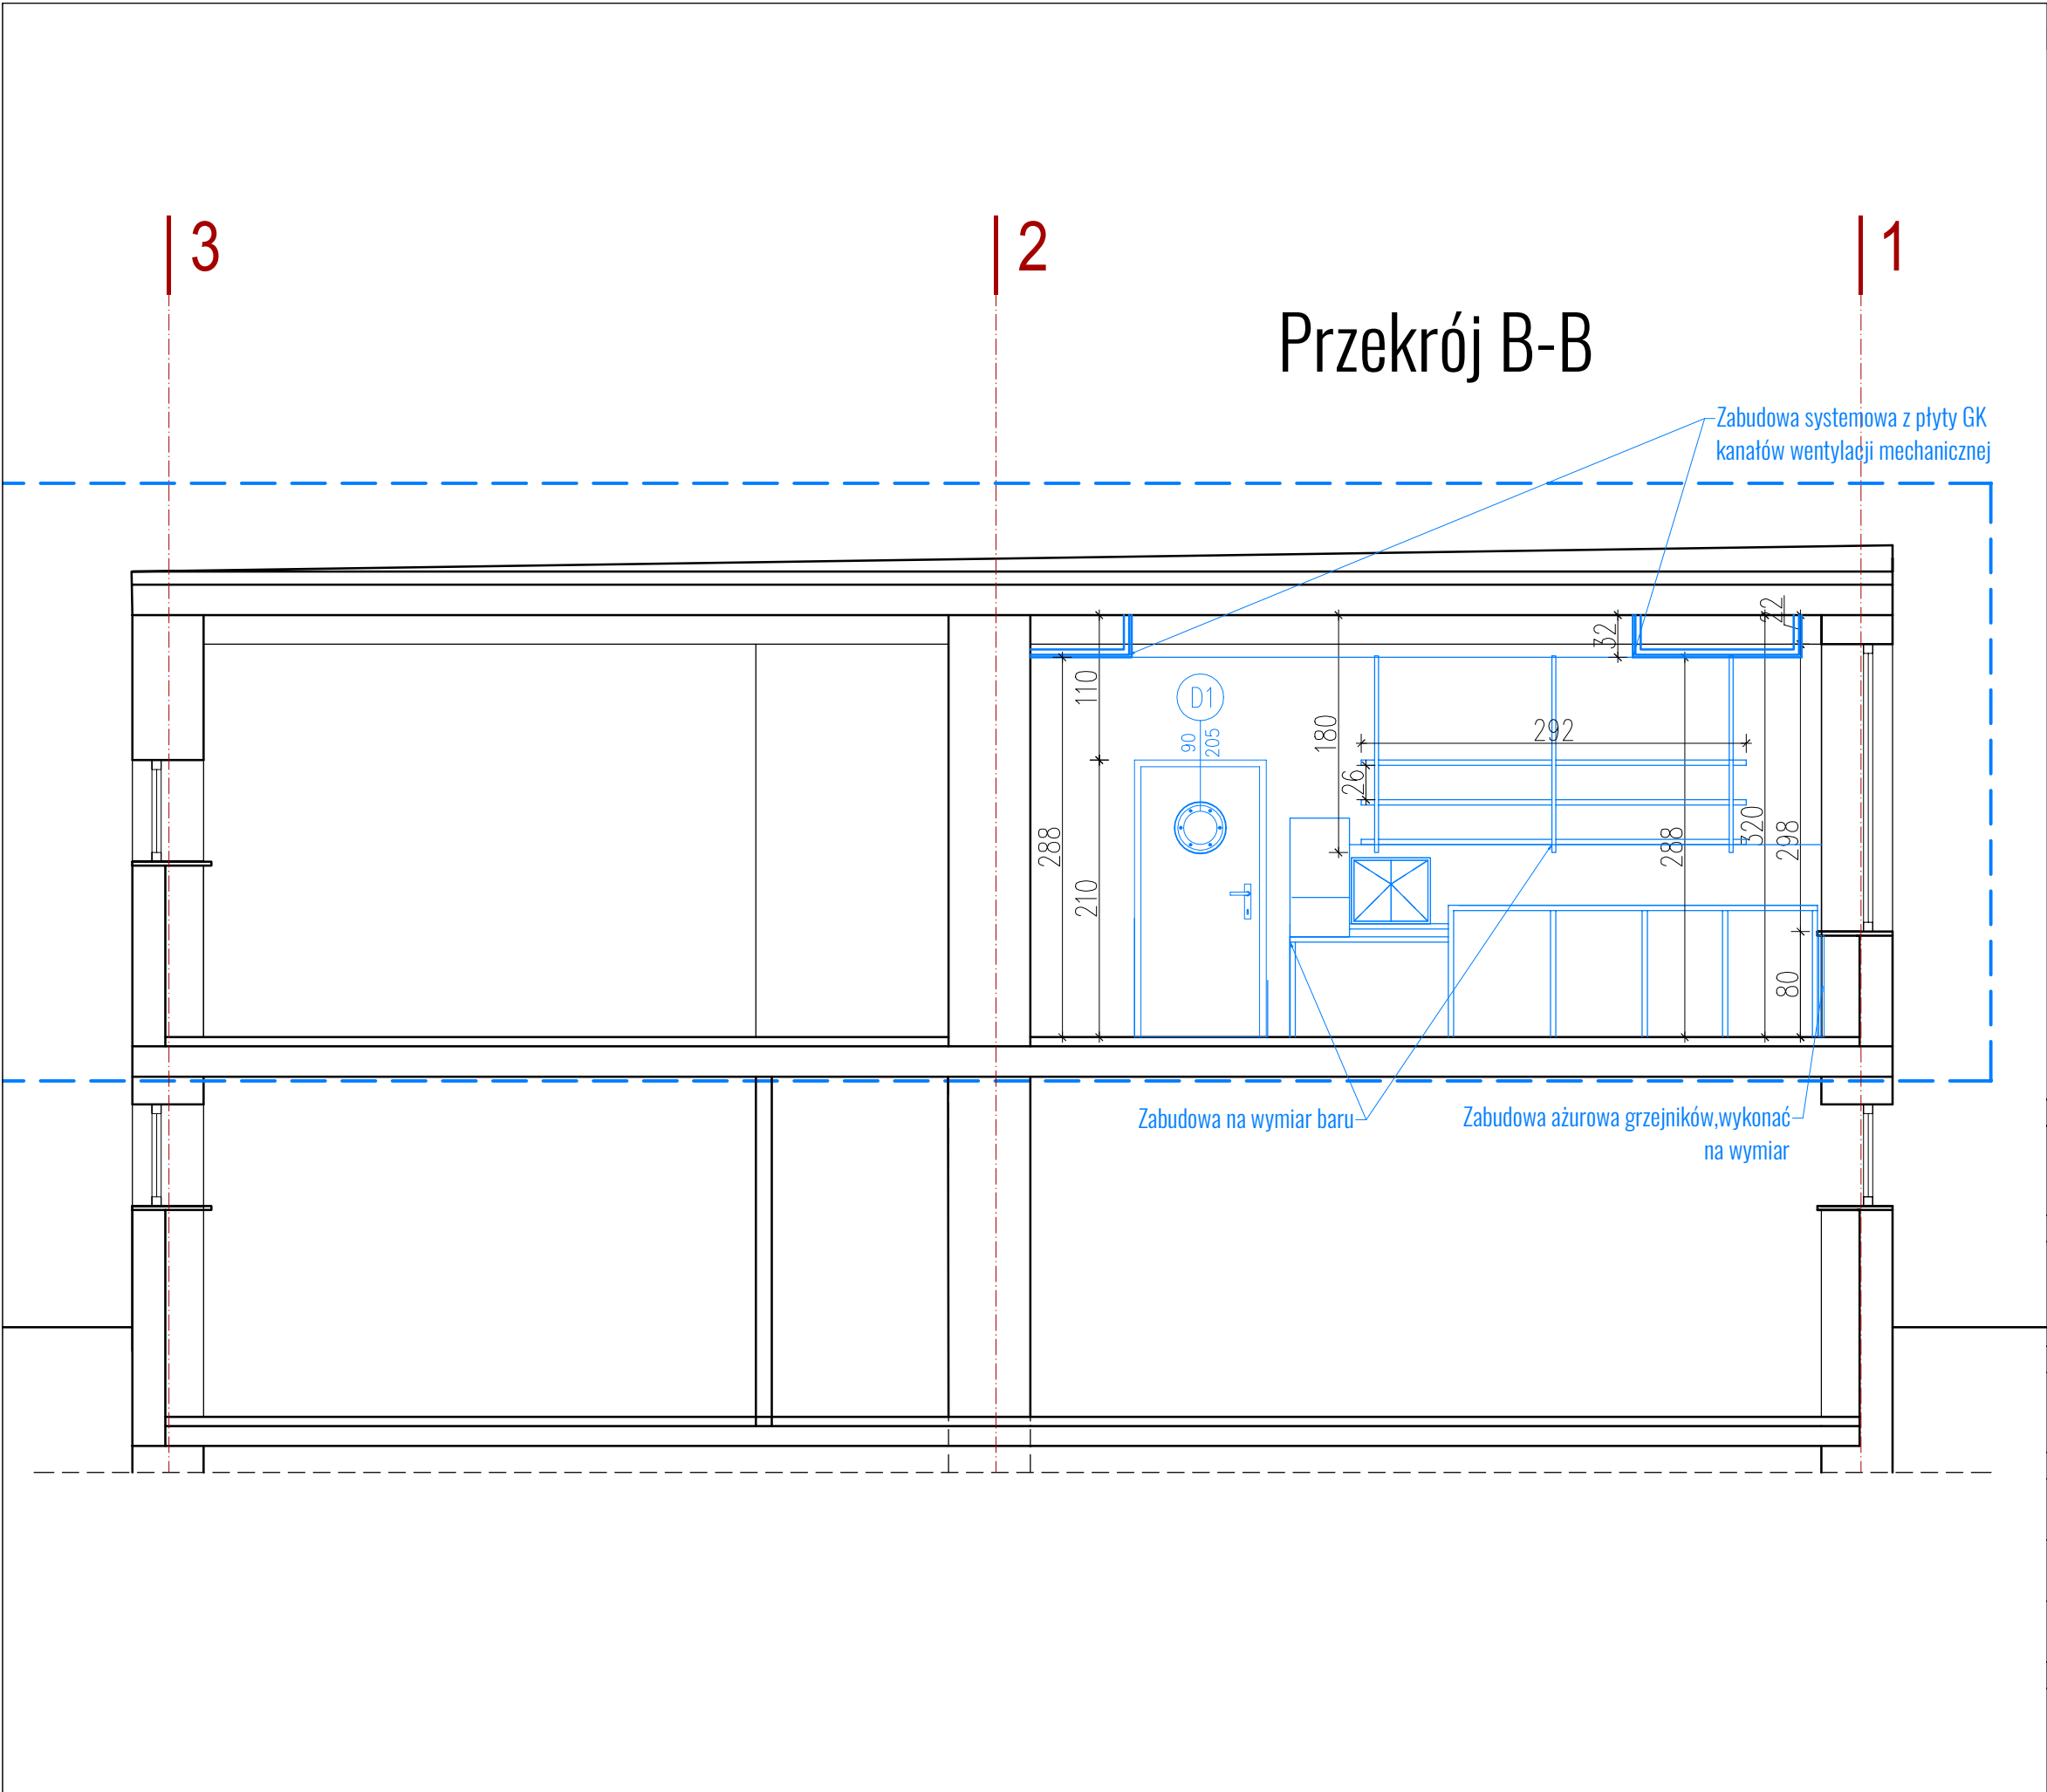 3
2
1
Przekrój B-B
Zabudowa systemowa z płyty GK
kanałów wentylacji mechanicznej
22
32
110
D1
90
205
180
292
26
288
288
320
298
210
80
Zabudowa na wymiar baru
Zabudowa ażurowa grzejników,wykonać
na wymiar